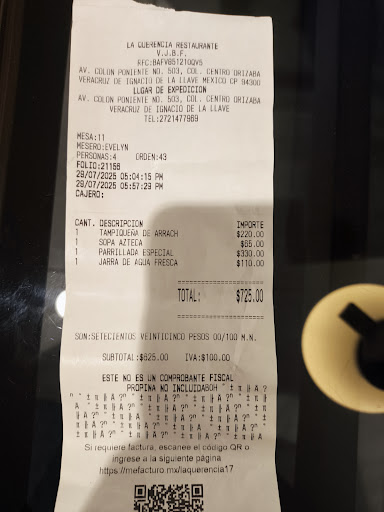 LA QUERENCIA RESTAURANTE
V.J.B.F.
RFC:BAFV651210QV5
AV. COLON PONIENTE NO. 503, COL. CENTRO ORIZABA
VERACRUZ DE IGNACIO DE LA LLAVE MEXICO CP 94300
LLGAR DE EXPEDICION
AV. COLON PONIENTE NO. 503, COL. CENTRO ORIZABA
VERACRUZ DE IGNACIO DE LA LLAVE
TEL:2721477969
MESA:11
MESERO:EVELYN
PERSONAS:4 ORDEN:43
FOLIO:21156
29/07/2025 05:04:15 PM
29/07/2025 05:57:29 PM
CAJERO:
CANT. DESCRIPCION IMPORTE
1 TAMPIQUEÑA DE ARRACH $220.00
1 SOPA AZTECA $65.00
1 PARRILLADA ESPECIAL $330.00
1 JARRA DE AGUA FRESCA $110.00
TOTAL: $725.00
SON:SETECIENTOS VEINTICINCO PESOS 00/100 M.N.
SUBTOTAL:$625.00 IVA:$100.00
ESTE NO ES UN COMPROBANTE FISCAL
PROPINA NO INCLUIDA
Si requiere factura, escanee el código QR o
ingrese a la siguiente página
https://mefacturo.mx/laquerencia17